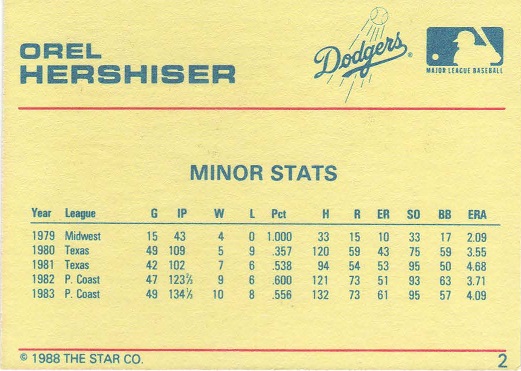 OREL
HERSHISER
Dodgers®
MAJOR LEAGUE BASEBALL
MINOR STATS
Year League G IP W L Pct H R ER SO BB ERA
1979 Midwest 15 43 4 0 1.000 33 15 10 33 17 2.09
1980 Texas 49 109 5 9 .357 120 59 43 75 59 3.55
1981 Texas 42 102 7 6 .538 94 54 53 95 50 4.68
1982 P. Coast 47 123⅔ 9 6 .600 121 73 51 93 63 3.71
1983 P. Coast 49 134⅓ 10 8 .556 132 73 61 95 57 4.09
© 1988 THE STAR CO. 2